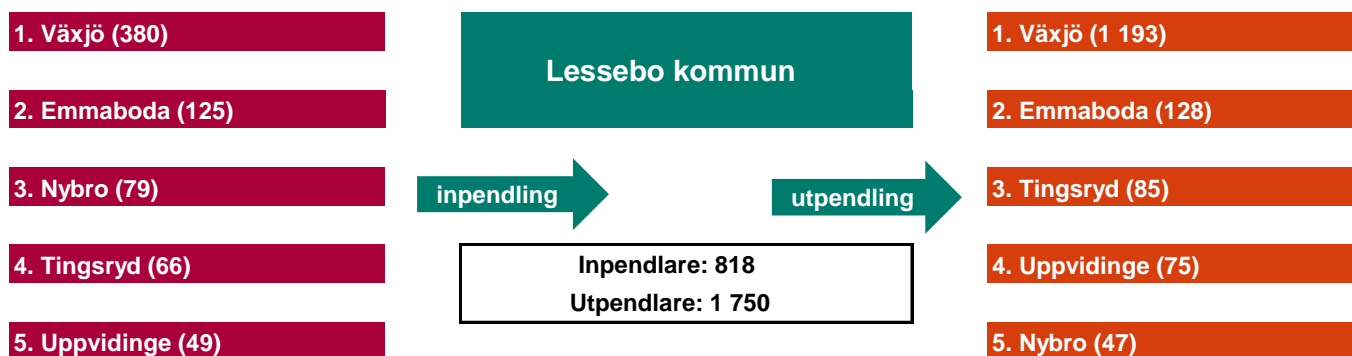 1. Växjö (380)
2. Emmaboda (125)
3. Nybro (79)
4. Tingsryd (66)
5. Uppvidinge (49)
Lessebo kommun
inpendling
utpendling
Inpendlare: 818
Utpendlare: 1 750
1. Växjö (1 193)
2. Emmaboda (128)
3. Tingsryd (85)
4. Uppvidinge (75)
5. Nybro (47)